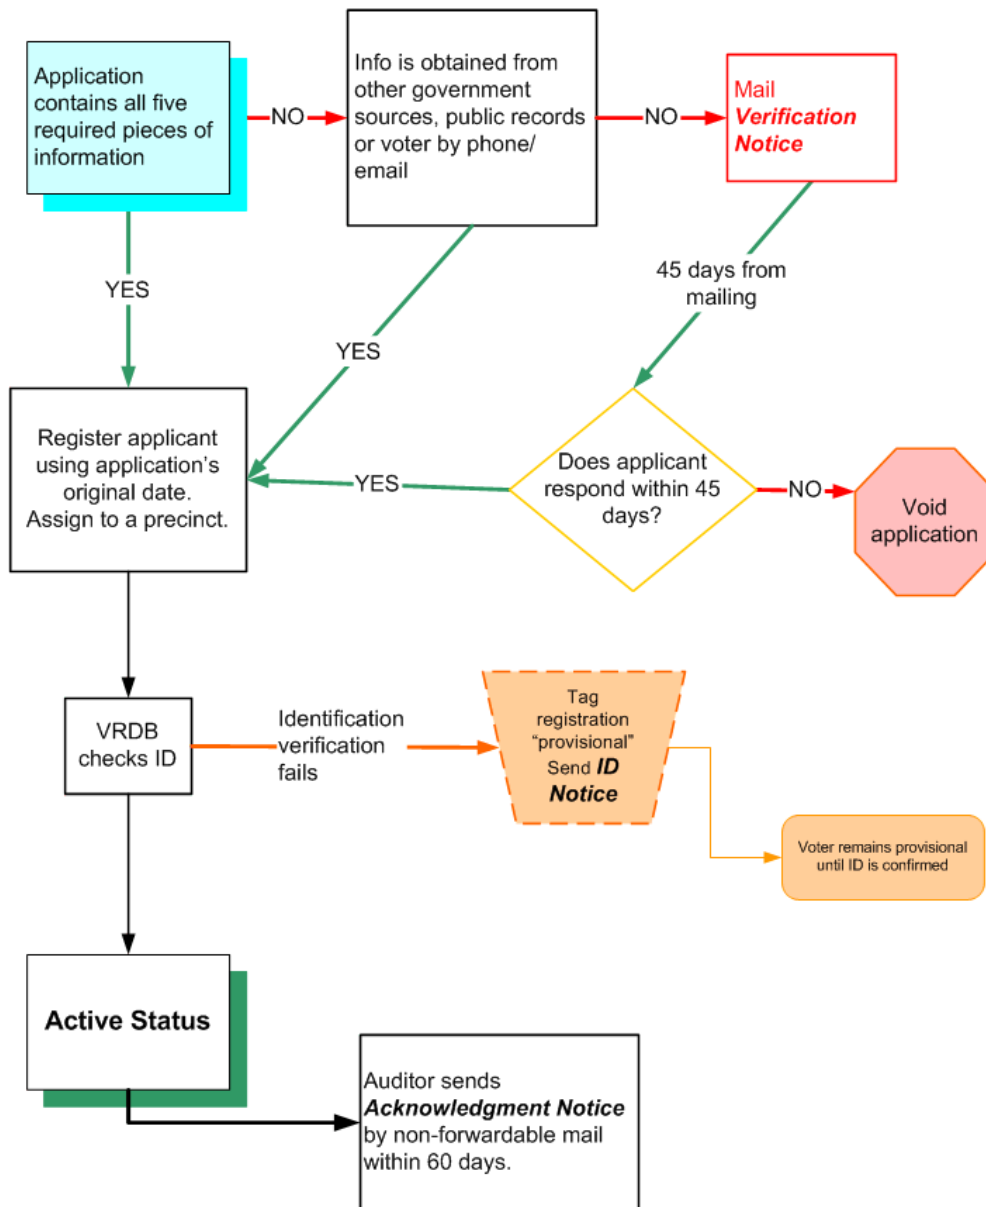 Application
contains all five
required pieces of
information
NO
Info is obtained from
other government
sources, public records
or voter by phone/
email
NO
Mail
Verification
Notice
YES
YES
45 days from
mailing
Register applicant
using application's
original date.
Assign to a precinct.
YES
Does applicant
respond within 45
days?
NO
Void
application
VRDB
checks ID
Identification
verification
fails
Tag
registration
“provisional”
Send ID
Notice
Voter remains provisional
until ID is confirmed
Active Status
Auditor sends
Acknowledgment Notice
by non-forwardable mail
within 60 days.